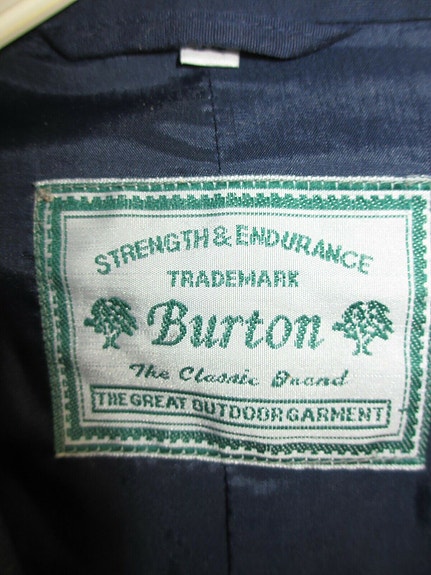 STRENGTH & ENDURANCE
TRADEMARK
Burton
The Classic Brand
THE GREAT OUTDOOR GARMENT